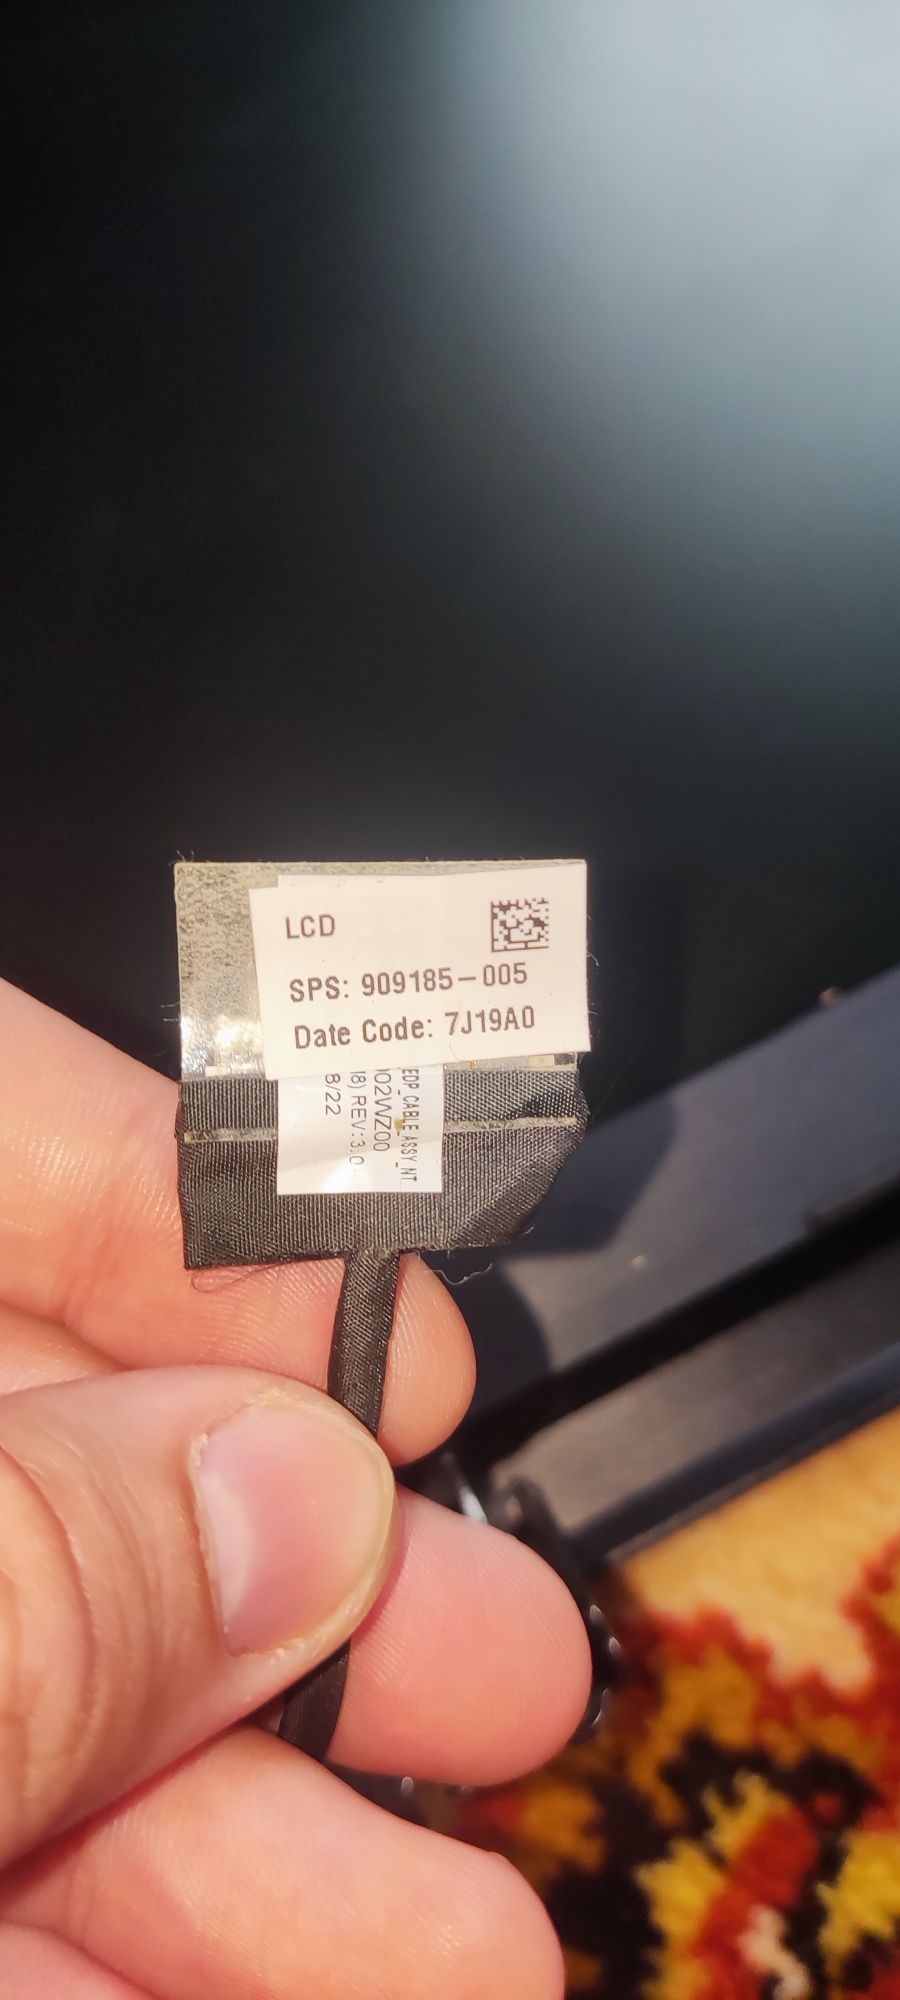 LCD
SPS: 909185-005
Date Code: 7J19A0
EDP_CABLE_ASSY_NT
02WZ00
REV:3.0
8/22